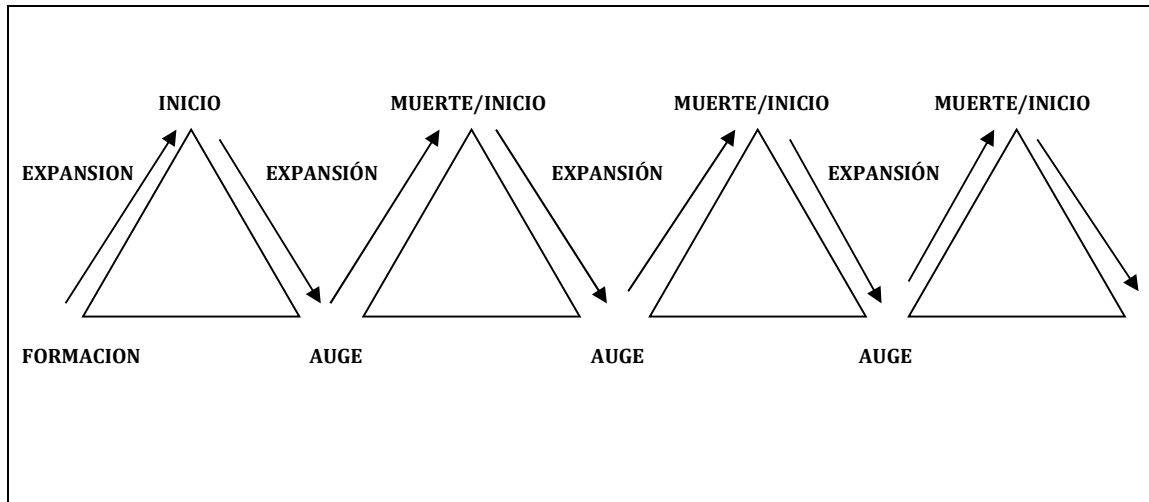 INICIO MUERTE/INICIO MUERTE/INICIO MUERTE/INICIO
EXPANSION EXPANSIÓN EXPANSIÓN EXPANSIÓN
FORMACION AUGE AUGE AUGE